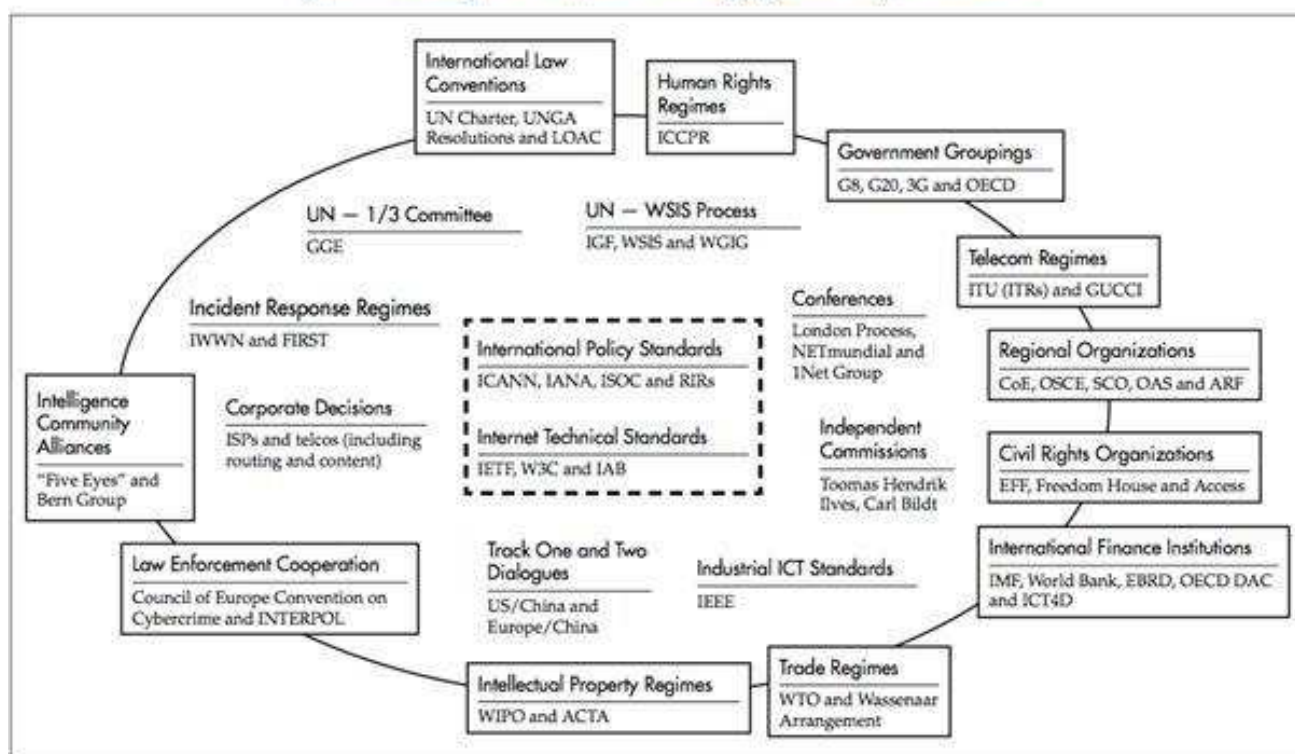 International Law
Conventions
UN Charter, UNGA
Resolutions and LOAC
Human Rights
Regimes
ICCPR
Government Groupings
G8, G20, 3G and OECD
UN – 1/3 Committee
GGE
UN – WSIS Process
IGF, WSIS and WGIG
Telecom Regimes
ITU (ITRs) and GUCCI
Incident Response Regimes
IWWN and FIRST
Conferences
London Process,
NETmundial and
1Net Group
International Policy Standards
ICANN, IANA, ISOC and RIRs
Internet Technical Standards
IETF, W3C and IAB
Regional Organizations
CoE, OSCE, SCO, OAS and ARF
Intelligence
Community
Alliances
"Five Eyes" and
Bern Group
Corporate Decisions
ISPs and telcos (including
routing and content)
Independent
Commissions
Toomas Hendrik
Ilves, Carl Bildt
Civil Rights Organizations
EFF, Freedom House and Access
Law Enforcement Cooperation
Council of Europe Convention on
Cybercrime and INTERPOL
Track One and Two
Dialogues
US/China and
Europe/China
Industrial ICT Standards
IEEE
International Finance Institutions
IMF, World Bank, EBRD, OECD DAC
and ICT4D
Intellectual Property Regimes
WIPO and ACTA
Trade Regimes
WTO and Wassenaar
Arrangement